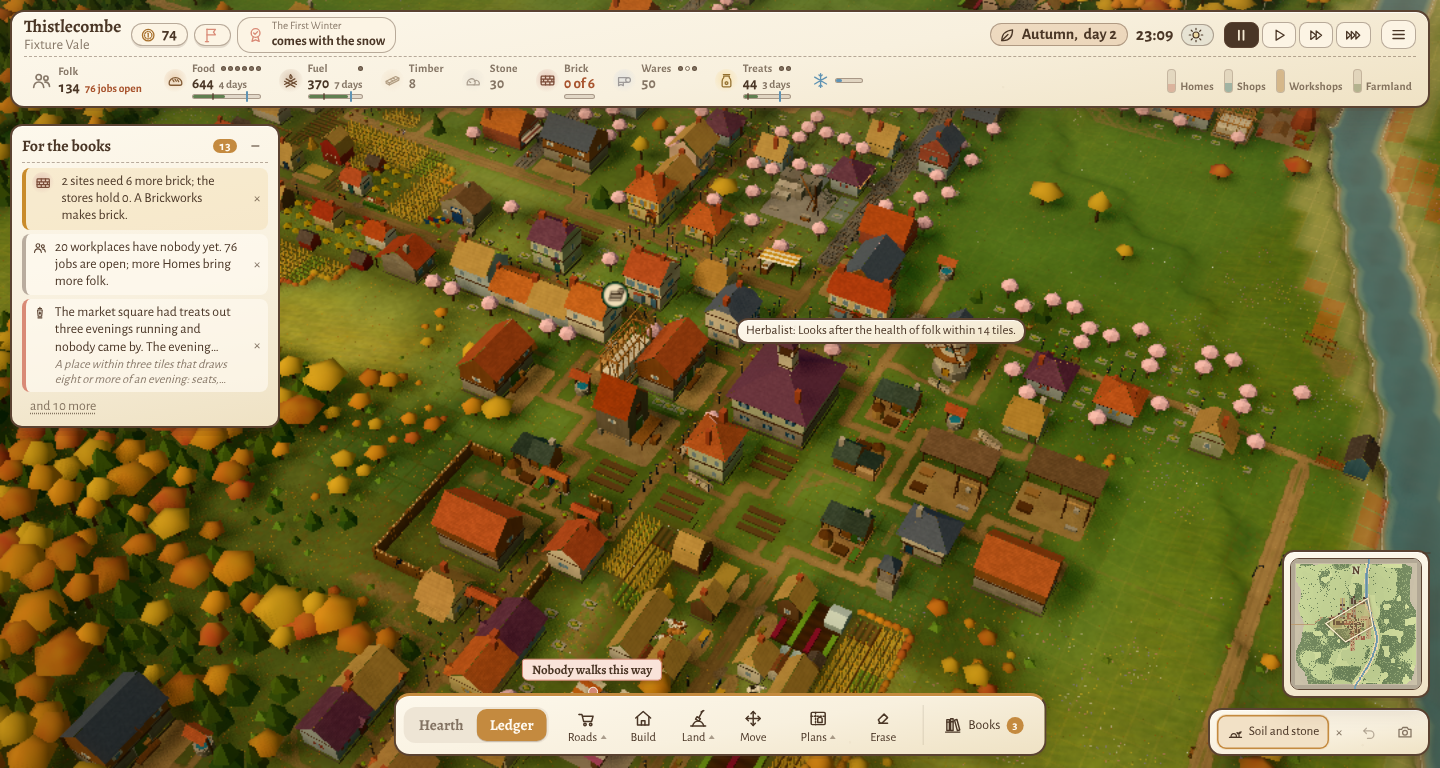 Thistlecombe
Fixture Vale
74
The First Winter
comes with the snow
Autumn, day 2
23:09
Folk
134 76 jobs open
Food
644 4 days
Fuel
370 7 days
Timber
8
Stone
30
Brick
0 of 6
Wares
50
Treats
44 3 days
Homes
Shops
Workshops
Farmland
For the books
13
2 sites need 6 more brick; the
stores hold 0. A Brickworks
makes brick.
20 workplaces have nobody yet. 76
jobs are open; more Homes bring
more folk.
The market square had treats out
three evenings running and
nobody came by. The evening…
A place within three tiles that draws
eight or more of an evening: seats,…
and 10 more
Herbalist: Looks after the health of folk within 14 tiles.
Nobody walks this way
N
Hearth
Ledger
Roads
Build
Land
Move
Plans
Erase
Books 3
Soil and stone